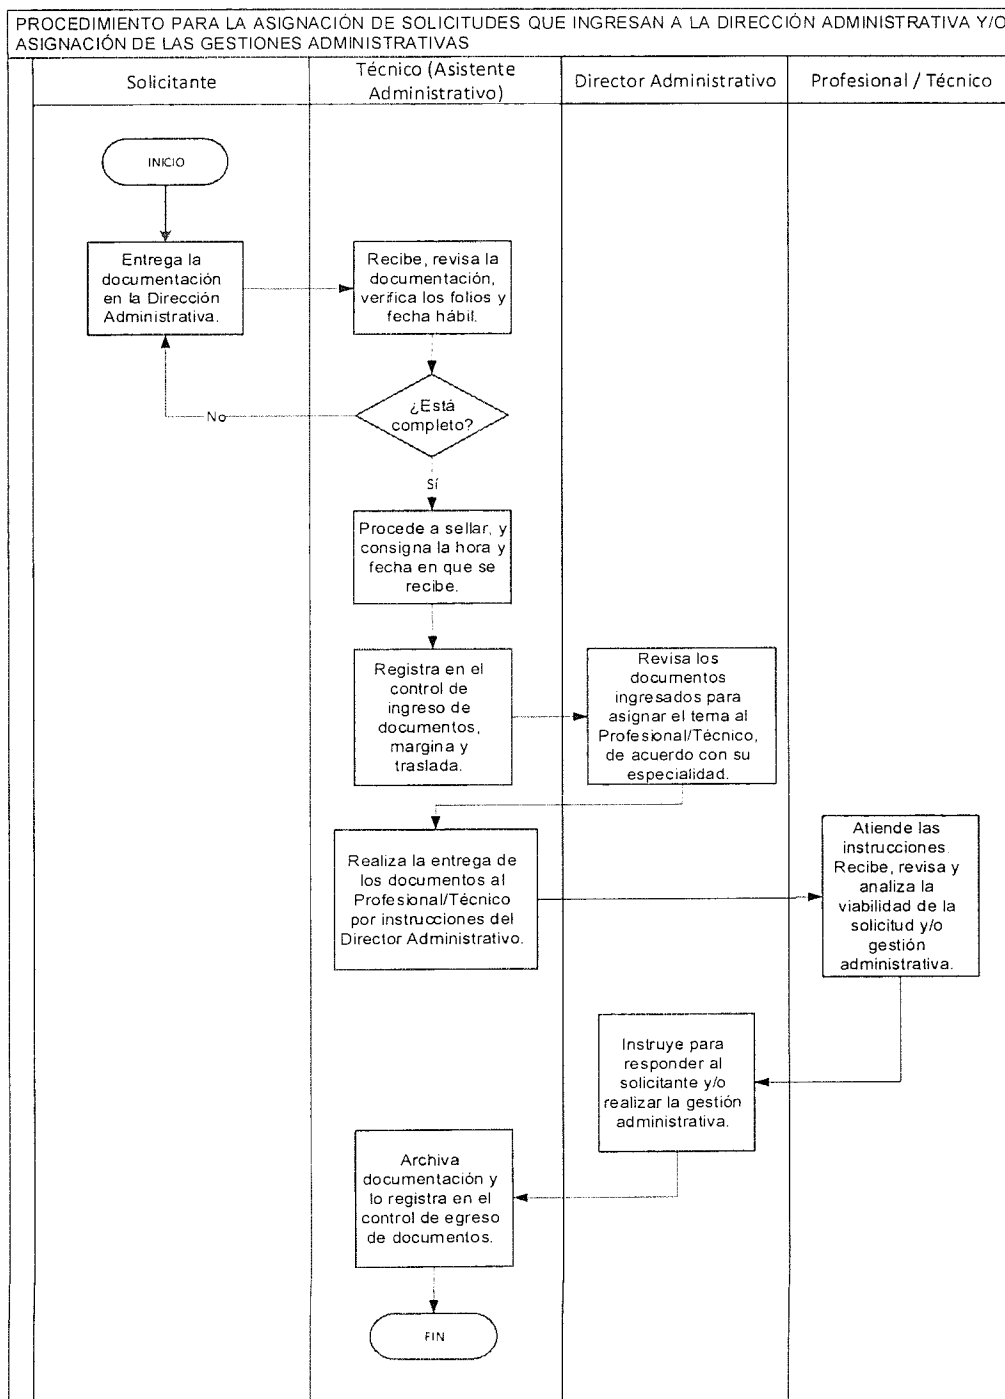 PROCEDIMIENTO PARA LA ASIGNACIÓN DE SOLICITUDES QUE INGRESAN A LA DIRECCIÓN ADMINISTRATIVA Y/O
ASIGNACIÓN DE LAS GESTIONES ADMINISTRATIVAS
Solicitante
Técnico (Asistente
Administrativo)
Director Administrativo
Profesional / Técnico
INICIO
Entrega la
documentación
en la Dirección
Administrativa.
Recibe, revisa la
documentación,
verifica los folios y
fecha hábil.
¿Está
completo?
No
Sí
Procede a sellar, y
consigna la hora y
fecha en que se
recibe.
Registra en el
control de
ingreso de
documentos,
margina y
traslada.
Revisa los
documentos
ingresados para
asignar el tema al
Profesional/Técnico,
de acuerdo con su
especialidad.
Realiza la entrega de
los documentos al
Profesional/Técnico
por instrucciones del
Director Administrativo.
Atiende las
instrucciones.
Recibe, revisa y
analiza la
viabilidad de la
solicitud y/o
gestión
administrativa.
Instruye para
responder al
solicitante y/o
realizar la gestión
administrativa.
Archiva
documentación y
lo registra en el
control de egreso
de documentos.
FIN